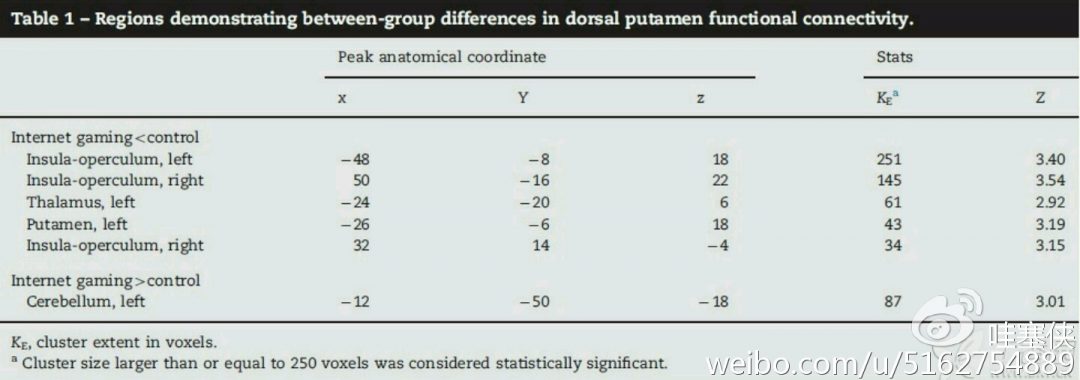 Table 1 – Regions demonstrating between-group differences in dorsal putamen functional connectivity.
Peak anatomical coordinate Stats
x Y z KEa Z
Internet gaming<control
Insula-operculum, left −48 −8 18 251 3.40
Insula-operculum, right 50 −16 22 145 3.54
Thalamus, left −24 −20 6 61 2.92
Putamen, left −26 −6 18 43 3.19
Insula-operculum, right 32 14 −4 34 3.15
Internet gaming>control
Cerebellum, left −12 −50 −18 87 3.01
KE, cluster extent in voxels.
a Cluster size larger than or equal to 250 voxels was considered statistically significant.
哇塞侠
weibo.com/u/5162754889